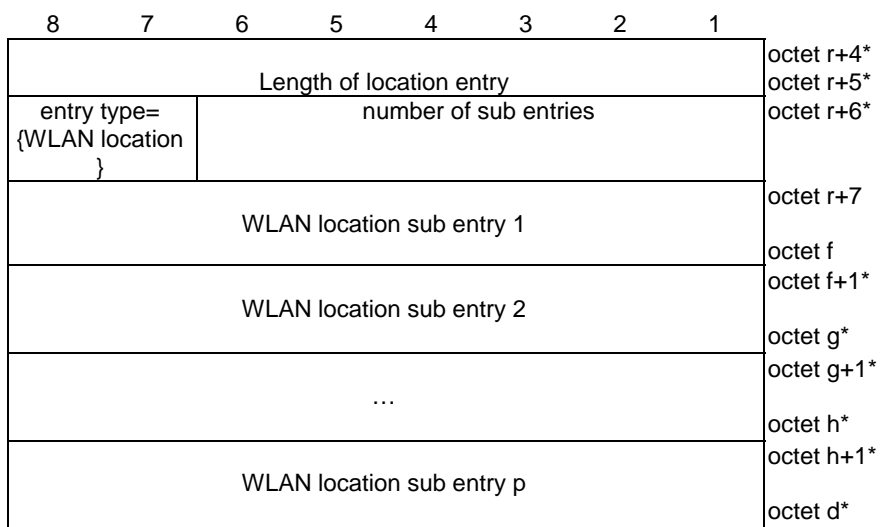 8 7 6 5 4 3 2 1
octet r+4*
Length of location entry octet r+5*
entry type= number of sub entries octet r+6*
{WLAN location
}
octet r+7
WLAN location sub entry 1
octet f
octet f+1*
WLAN location sub entry 2
octet g*
octet g+1*
…
octet h*
octet h+1*
WLAN location sub entry p
octet d*